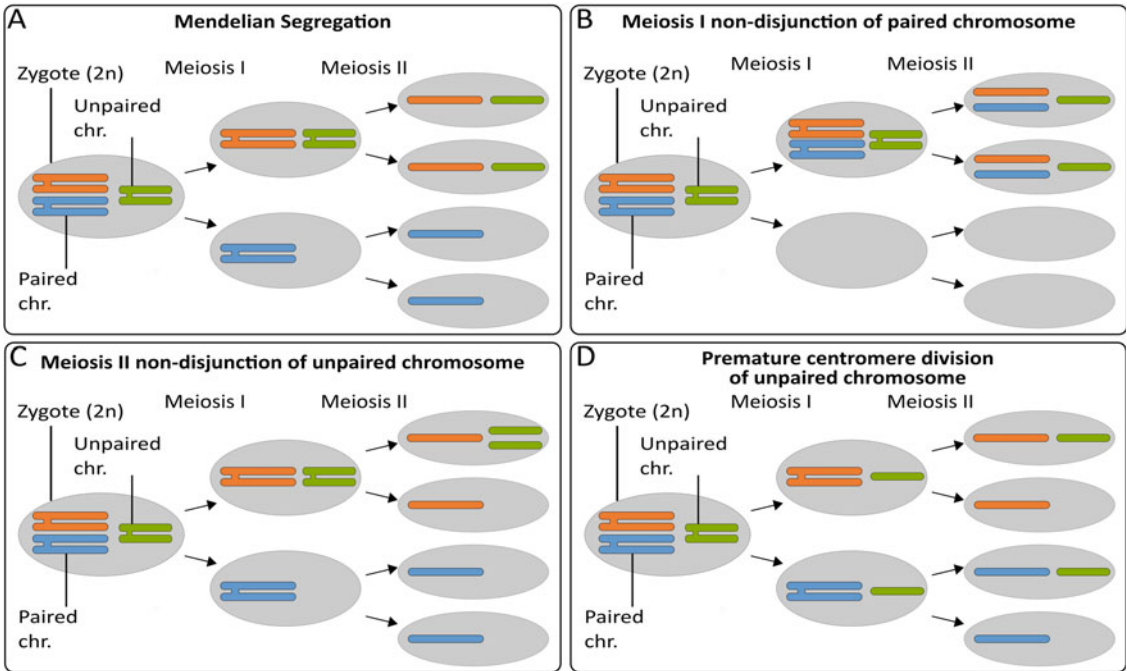 A
Mendelian Segregation
Zygote (2n)
Meiosis I
Meiosis II
Unpaired
chr.
Paired
chr.
B
Meiosis I non-disjunction of paired chromosome
Zygote (2n)
Meiosis I
Meiosis II
Unpaired
chr.
Paired
chr.
C
Meiosis II non-disjunction of unpaired chromosome
Zygote (2n)
Meiosis I
Meiosis II
Unpaired
chr.
Paired
chr.
D
Premature centromere division
of unpaired chromosome
Zygote (2n)
Meiosis I
Meiosis II
Unpaired
chr.
Paired
chr.